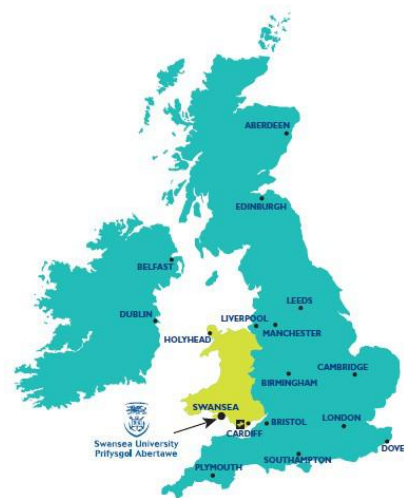 ABERDEEN
EDINBURGH
BELFAST
LEEDS
DUBLIN
LIVERPOOL
MANCHESTER
HOLYHEAD
CAMBRIDGE
BIRMINGHAM
SWANSEA
BRISTOL
LONDON
CARDIFF
DOVE
Swansea University
Prifysgol Abertawe
SOUTHAMPTON
PLYMOUTH